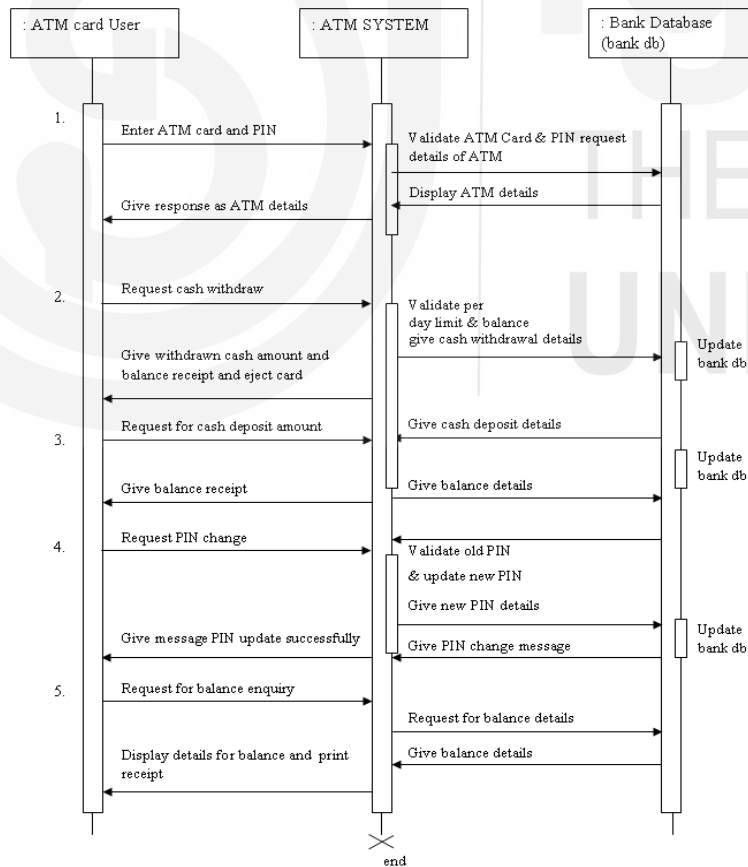 : ATM card User
: ATM SYSTEM
: Bank Database
(bank db)
1.
Enter ATM card and PIN
Validate ATM Card & PIN request
details of ATM
Display ATM details
Give response as ATM details
THE
UNI
2.
Request cash withdraw
Validate per
day limit & balance
give cash withdrawal details
Update
bank db
Give withdrawn cash amount and
balance receipt and eject card
3.
Request for cash deposit amount
Give cash deposit details
Update
bank db
Give balance receipt
Give balance details
4.
Request PIN change
Validate old PIN
& update new PIN
Give new PIN details
Update
bank db
Give message PIN update successfully
Give PIN change message
5.
Request for balance enquiry
Request for balance details
Give balance details
Display details for balance and print
receipt
end